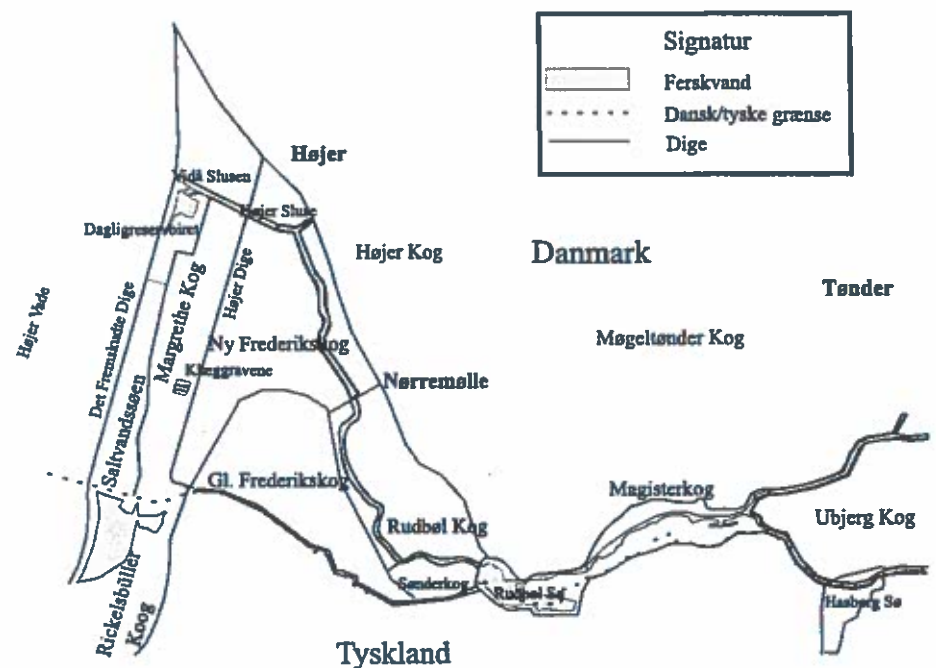 Signatur
Ferskvand
Dansk/tyske grænse
Dige
Højer
Vidå Slusen
Højer Sluse
Dagligreservoiret
Højer Kog
Danmark
Tønder
Højer Vade
Det Fremskudte Dige
Margrethe Kog
Højer Dige
Ny Frederikskog
Møgeltønder Kog
Klæggravene
Nørremølle
Saltvandssøen
Gl. Frederikskog
Magisterkog
Rudbøl Kog
Ubjerg Kog
Sønderkog
Rudbøl Sø
Hasberg Sø
Rickelsbüller
Koog
Tyskland